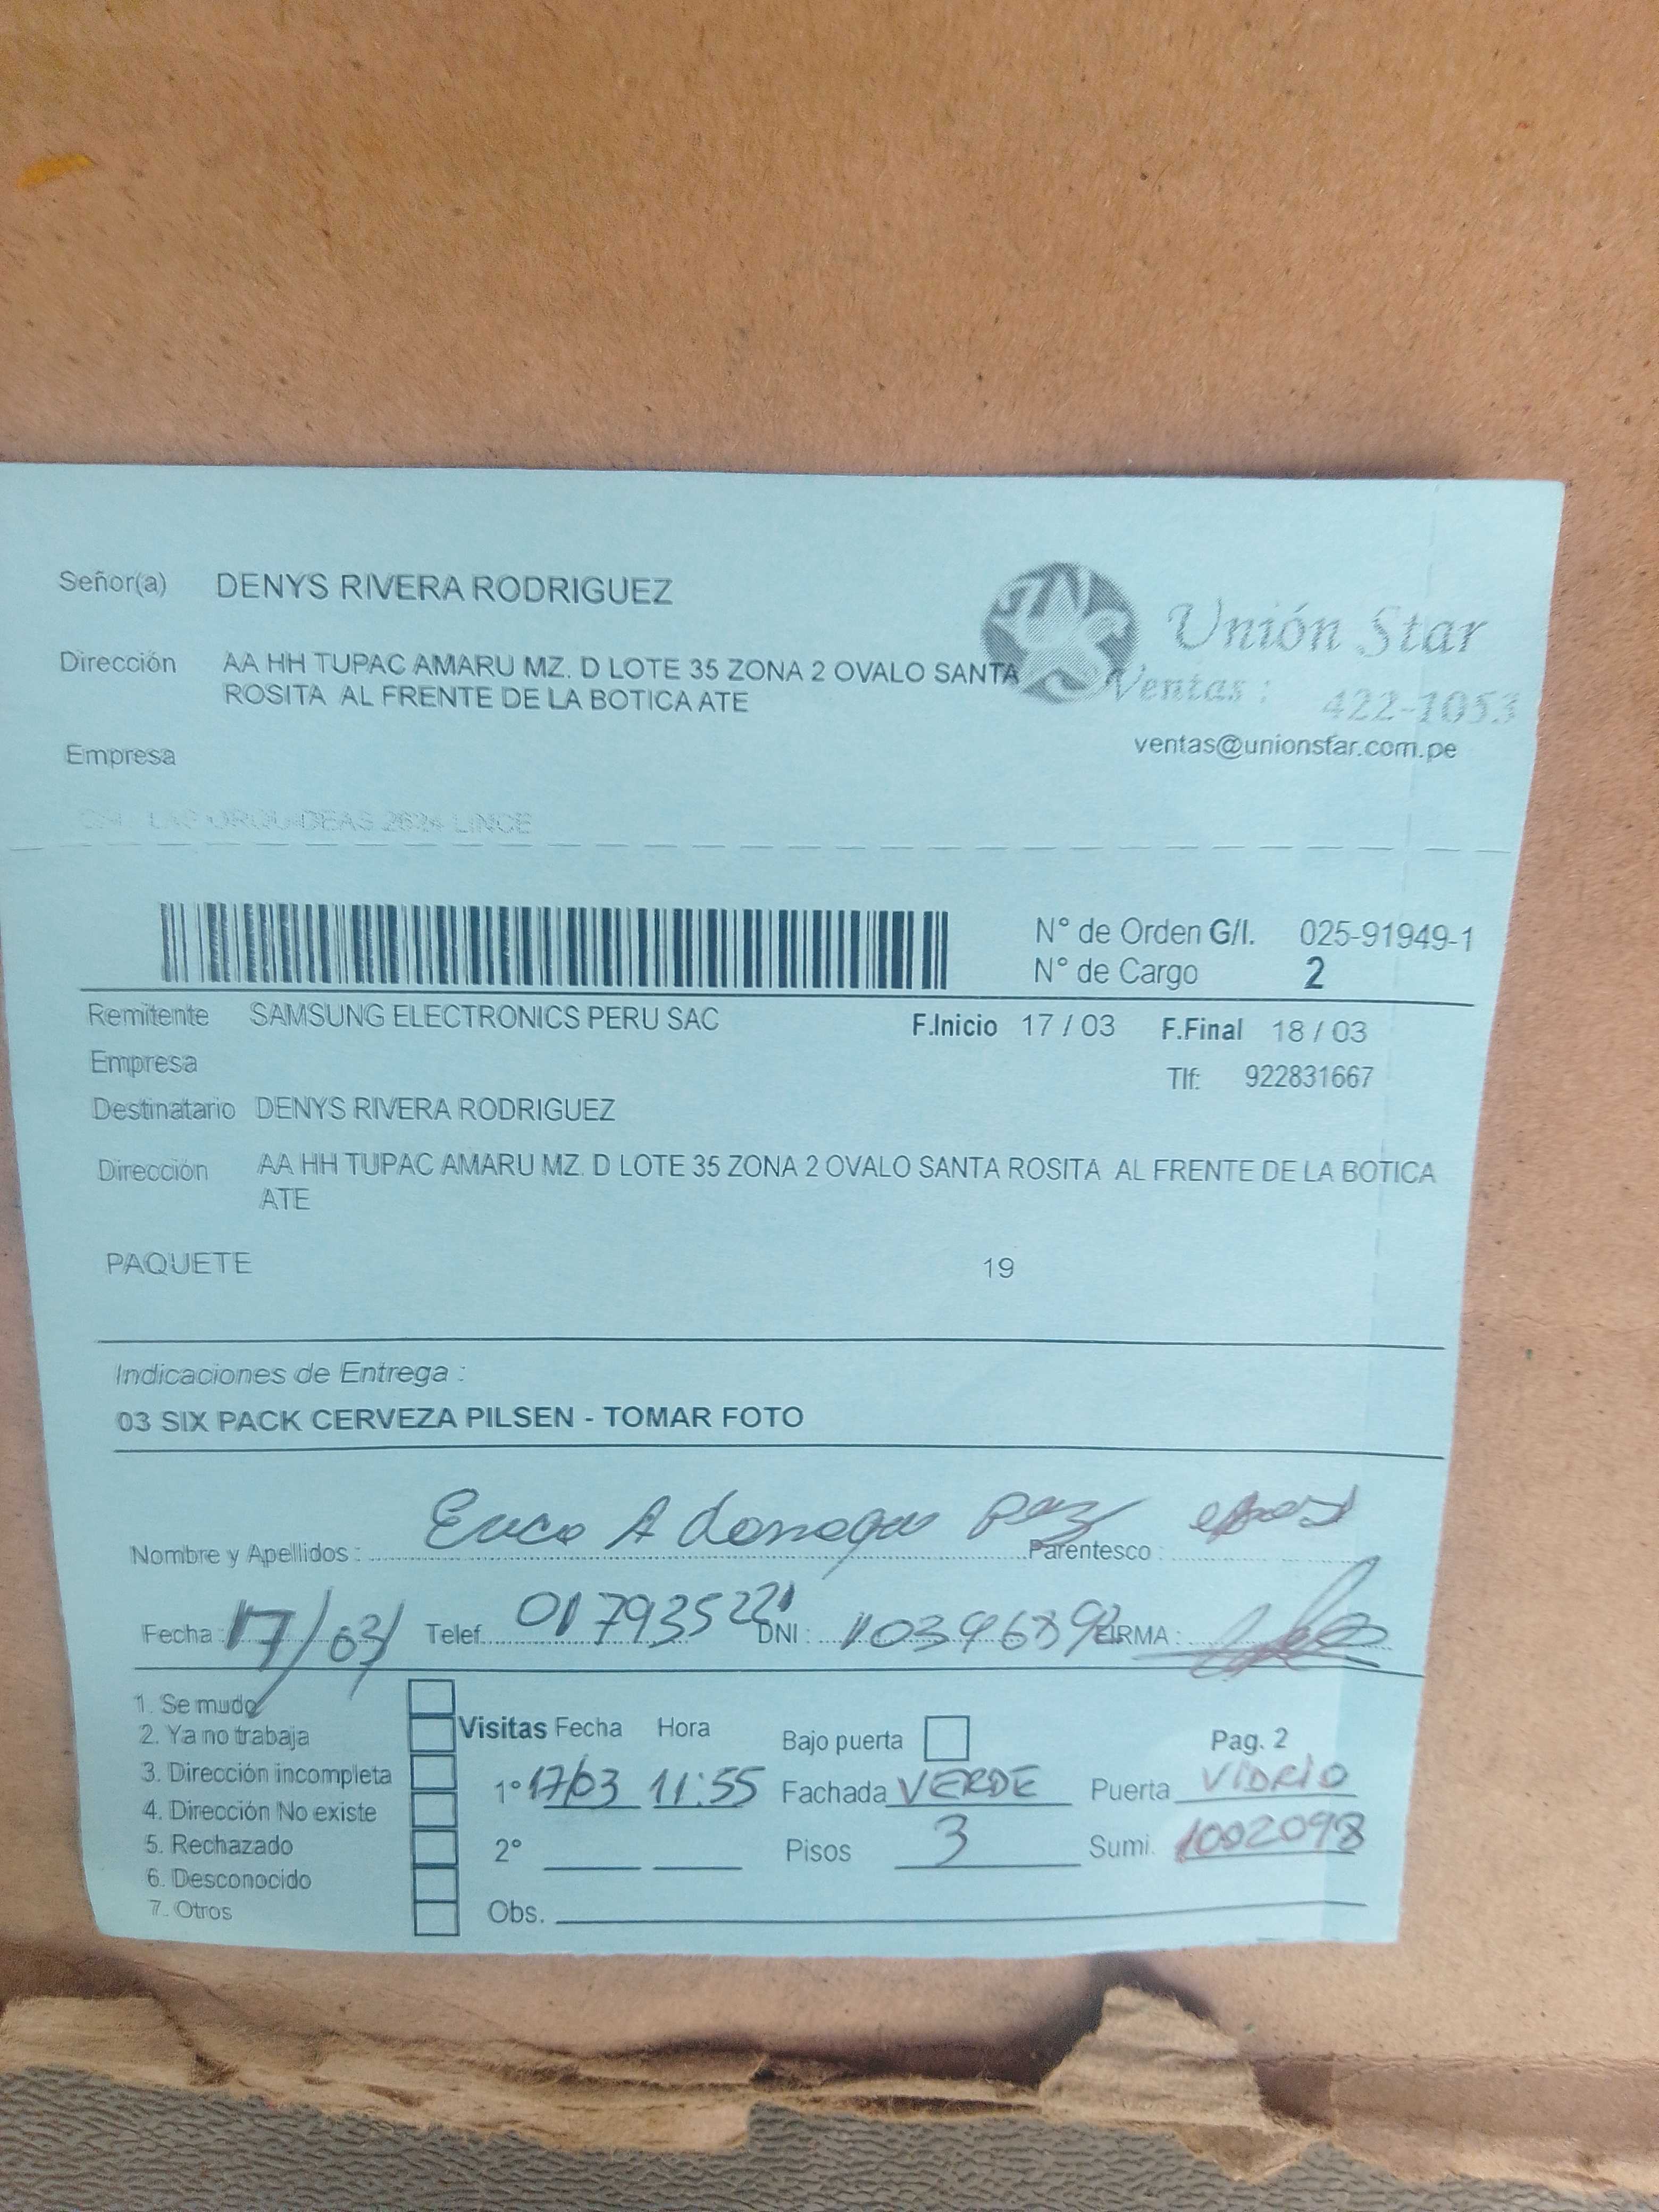 Señor(a) DENYS RIVERA RODRIGUEZ
Unión Star
Dirección AA HH TUPAC AMARU MZ. D LOTE 35 ZONA 2 OVALO SANTA
ROSITA AL FRENTE DE LA BOTICA ATE
Ventas : 422-1053
ventas@unionstar.com.pe
Empresa
ORQUIDEAS 2624 LINCE
N° de Orden G/I. 025-91949-1
N° de Cargo 2
Remitente SAMSUNG ELECTRONICS PERU SAC F.Inicio 17 / 03 F.Final 18 / 03
Empresa Tlf: 922831667
Destinatario DENYS RIVERA RODRIGUEZ
Dirección AA HH TUPAC AMARU MZ. D LOTE 35 ZONA 2 OVALO SANTA ROSITA AL FRENTE DE LA BOTICA
ATE
PAQUETE 19
Indicaciones de Entrega :
03 SIX PACK CERVEZA PILSEN - TOMAR FOTO
Nombre y Apellidos : A Paz Parentesco :
Fecha : 17/03/ Telef. DNI : FIRMA :
1. Se mudo
2. Ya no trabaja
3. Dirección incompleta
4. Dirección No existe
5. Rechazado
6. Desconocido
7. Otros
Visitas Fecha Hora Bajo puerta Pag. 2
1° 17/03 11:55 Fachada VERDE Puerta VIDRIO
2° Pisos 3 Sumi. 1002098
Obs.